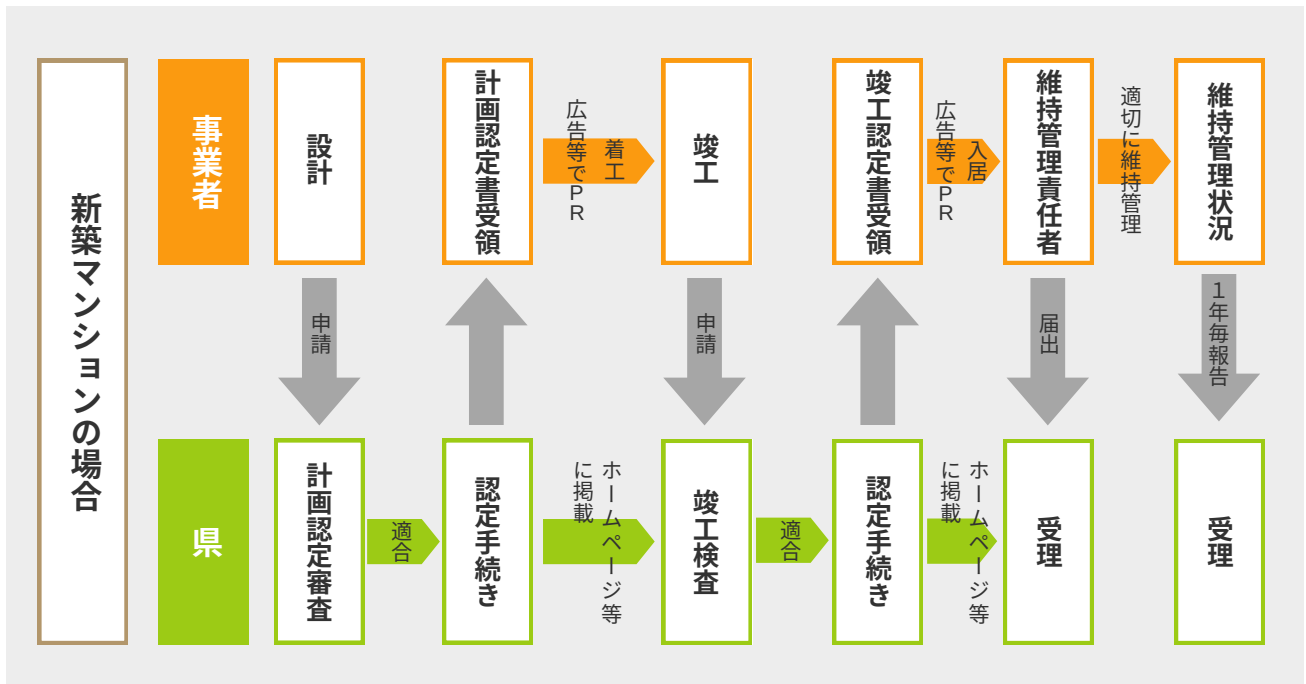 新築マンションの場合
事業者
設計
計画認定書受領
広告等でPR
着工
竣工
竣工認定書受領
広告等でPR
入居
維持管理責任者
適切に維持管理
維持管理状況
申請
申請
届出
1年毎報告
県
計画認定審査
適合
認定手続き
ホームページ等
に掲載
竣工検査
適合
認定手続き
ホームページ等
に掲載
受理
受理